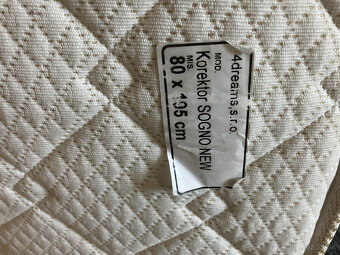 4dreams,s.r.o.
MOD.
Korektor SOGNO NEW
MIS.
80 x 195 cm